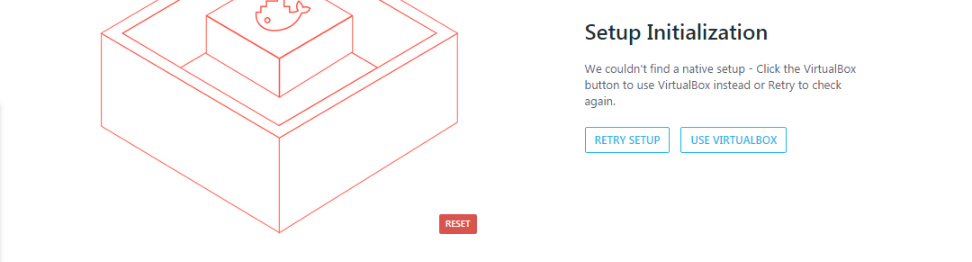 Setup Initialization
We couldn't find a native setup - Click the VirtualBox
button to use VirtualBox instead or Retry to check
again.
RETRY SETUP USE VIRTUALBOX
RESET